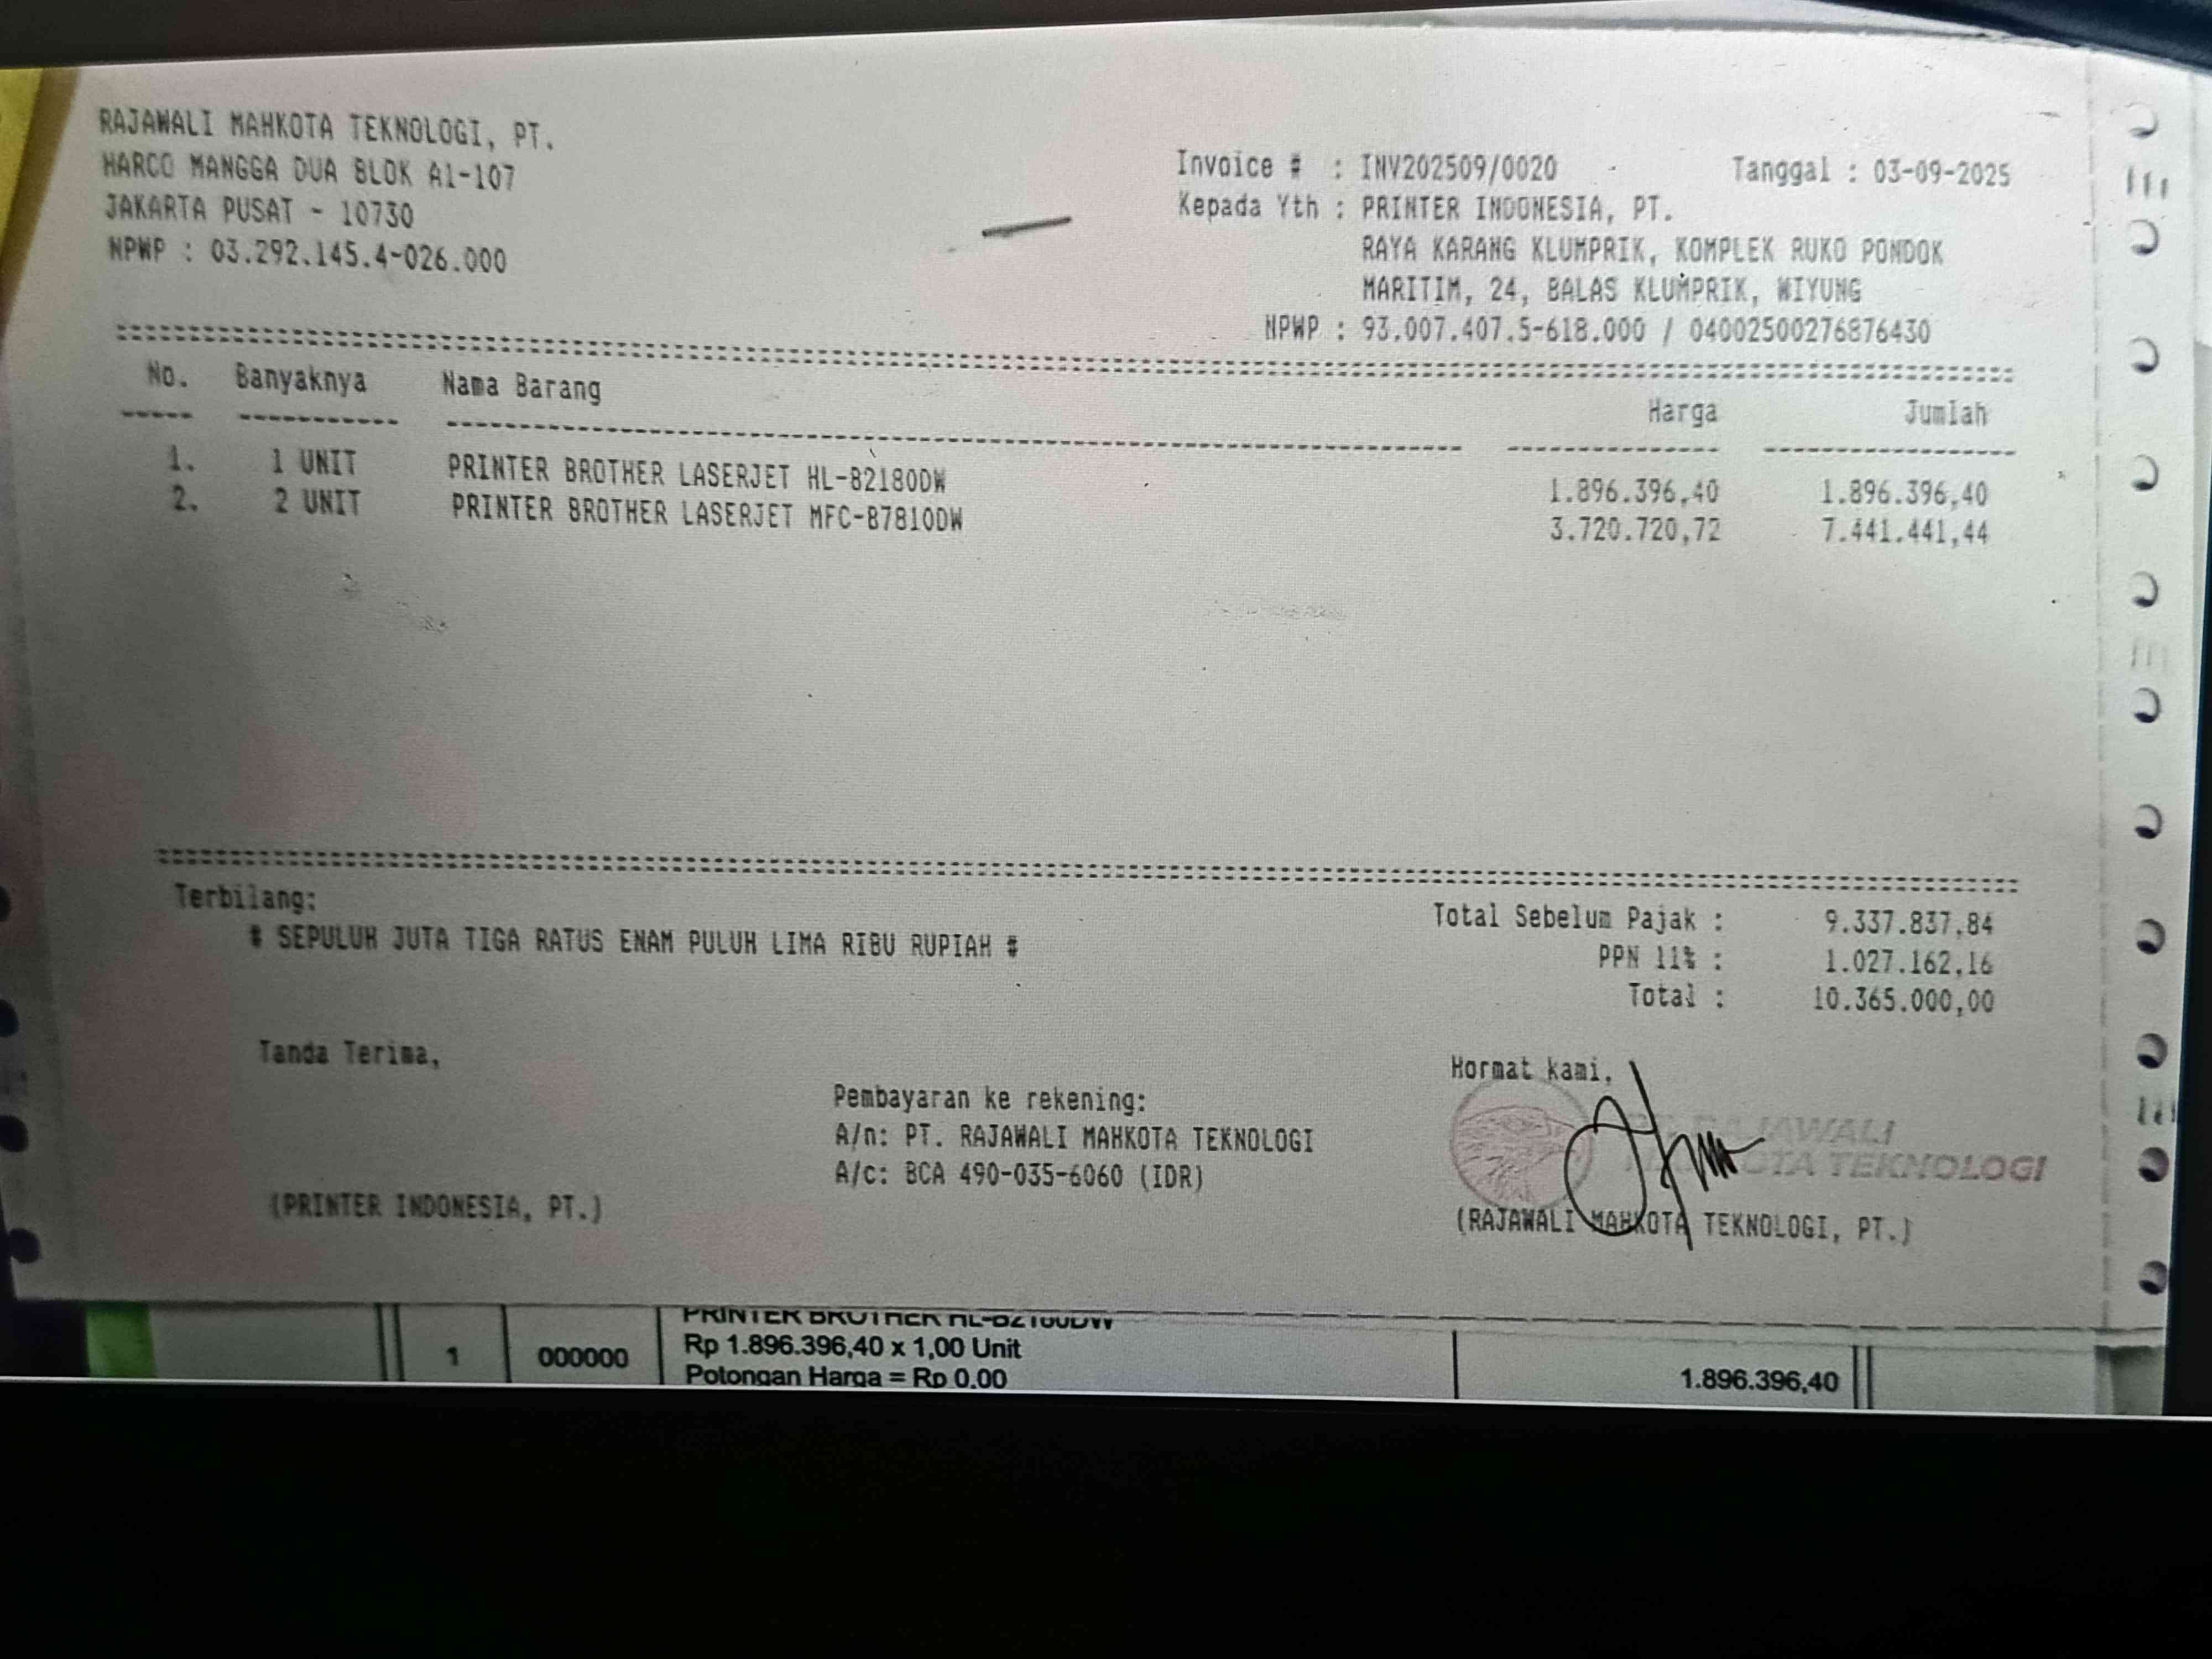 RAJAWALI MAHKOTA TEKNOLOGI, PT.
HARCO MANGGA DUA BLOK A1-107
JAKARTA PUSAT - 10730
NPWP : 03.292.145.4-026.000
Invoice # : INV202509/0020 Tanggal : 03-09-2025
Kepada Yth : PRINTER INDONESIA, PT.
RAYA KARANG KLUMPRIK, KOMPLEK RUKO PONDOK
MARITIM, 24, BALAS KLUMPRIK, WIYUNG
NPWP : 93.007.407.5-618.000 / 04002500276876430
No. Banyaknya Nama Barang Harga Jumlah
1. 1 UNIT PRINTER BROTHER LASERJET HL-B2180DW 1.896.396,40 1.896.396,40
2. 2 UNIT PRINTER BROTHER LASERJET MFC-B7810DW 3.720.720,72 7.441.441,44
Terbilang:
# SEPULUH JUTA TIGA RATUS ENAM PULUH LIMA RIBU RUPIAH #
Total Sebelum Pajak : 9.337.837,84
PPN 11% : 1.027.162,16
Total : 10.365.000,00
Tanda Terima,
(PRINTER INDONESIA, PT.)
Pembayaran ke rekening:
A/n: PT. RAJAWALI MAHKOTA TEKNOLOGI
A/c: BCA 490-035-6060 (IDR)
Hormat kami,
RAJAWALI
TEKNOLOGI
(RAJAWALI MAHKOTA TEKNOLOGI, PT.)
PRINTER BROTHER HL-B2180DW
1 000000 Rp 1.896.396,40 x 1,00 Unit
Potongan Harga = Rp 0,00 1.896.396,40